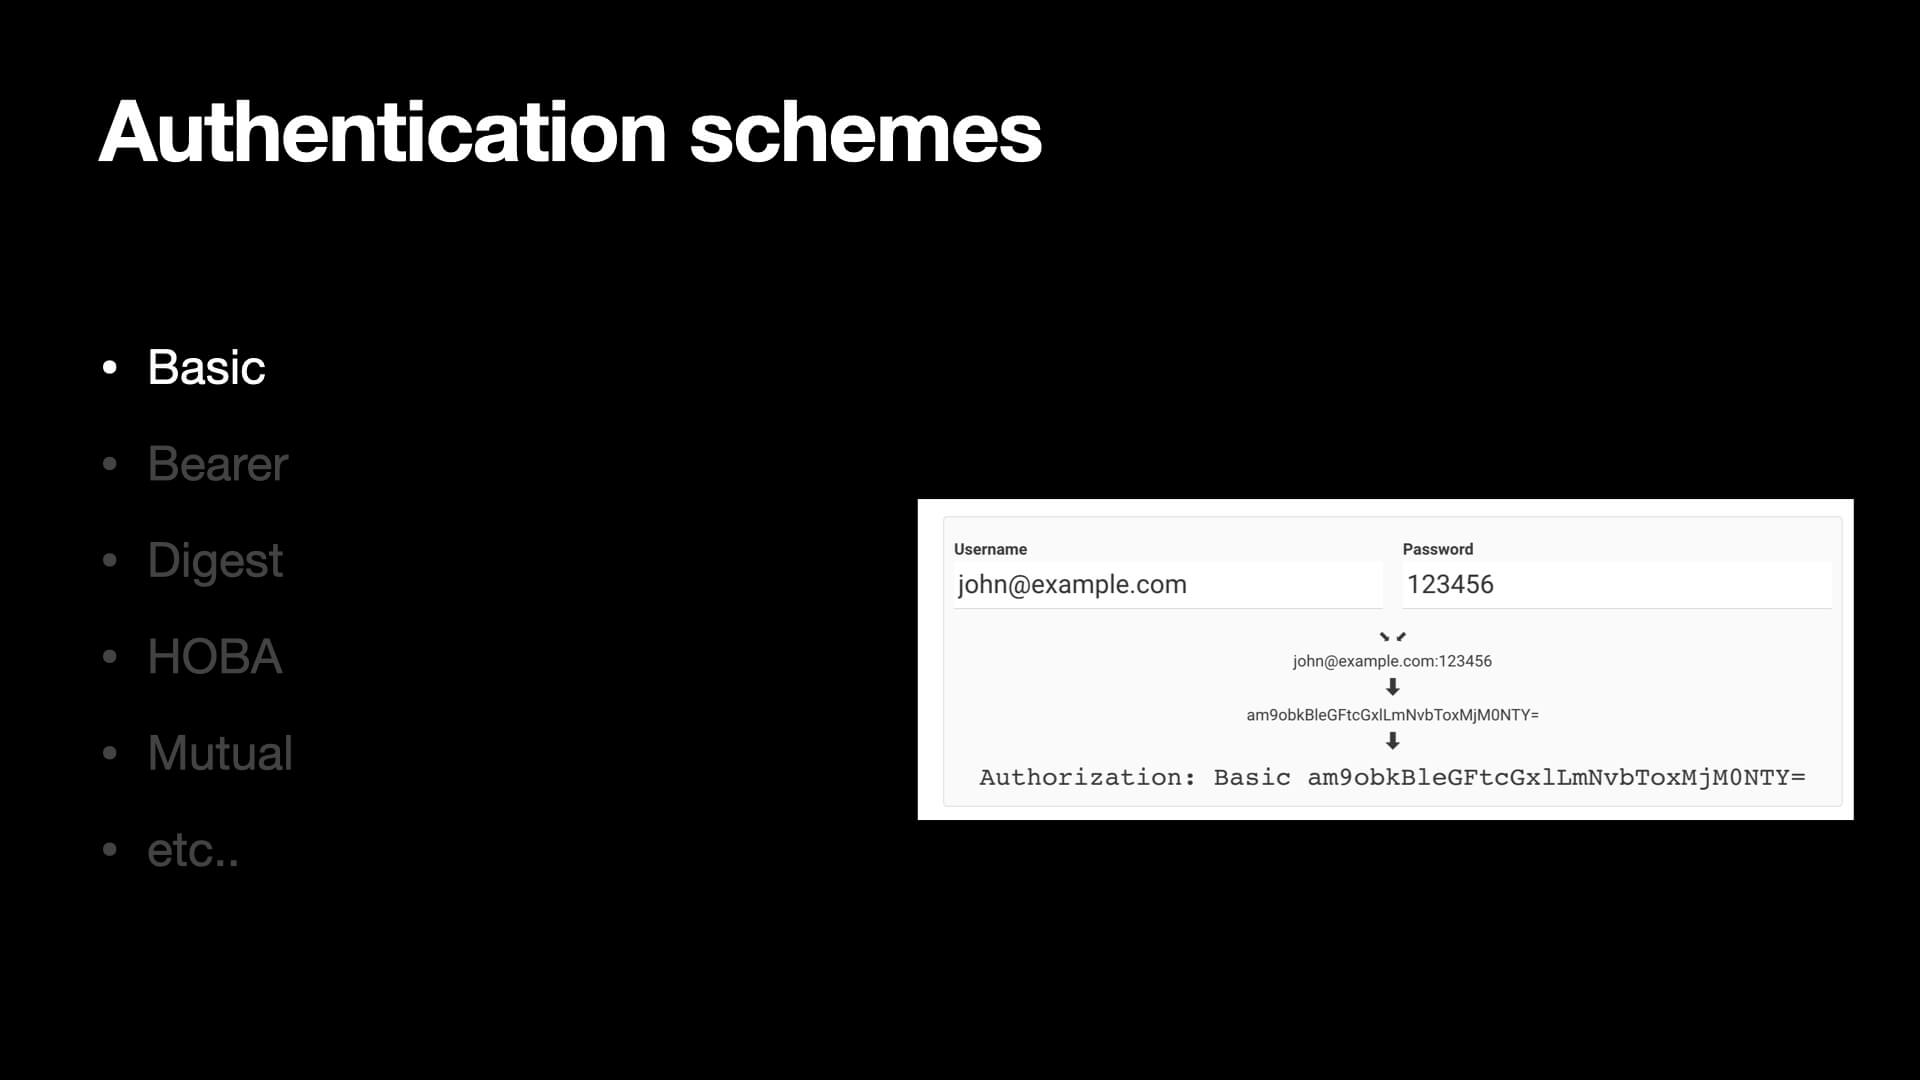 Authentication schemes
• Basic
• Bearer
• Digest
• HOBA
• Mutual
• etc..
Username Password
john@example.com 123456
john@example.com:123456
am9obkBleGFtcGxlLmNvbToxMjM0NTY=
Authorization: Basic am9obkBleGFtcGxlLmNvbToxMjM0NTY=